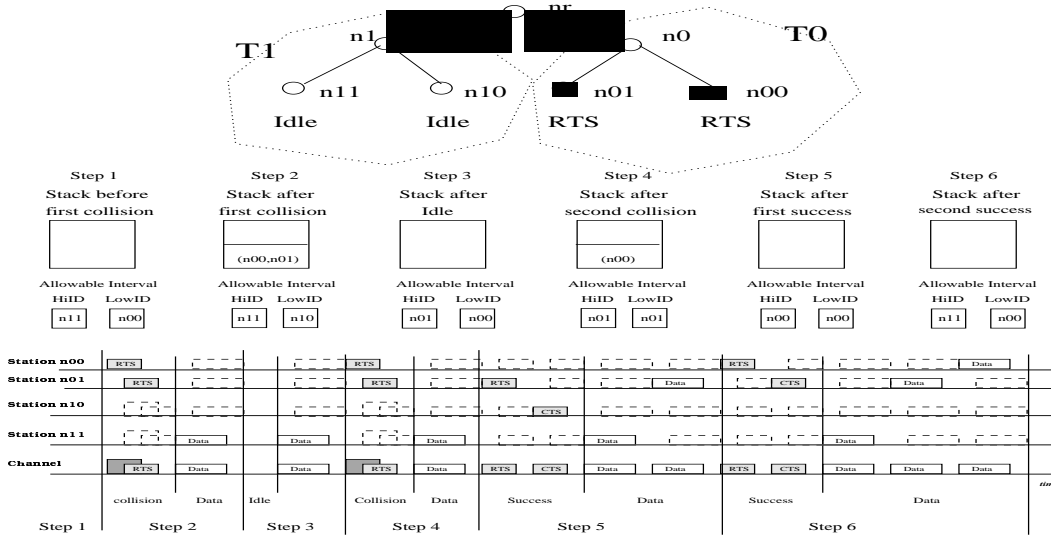 nr
T1 n1 n0 T0
n11 n10 n01 n00
Idle Idle RTS RTS
Step 1 Step 2 Step 3 Step 4 Step 5 Step 6
Stack before Stack after Stack after Stack after Stack after Stack after
first collision first collision Idle second collision first success second success
(n00,n01) (n00)
Allowable Interval Allowable Interval Allowable Interval Allowable Interval Allowable Interval Allowable Interval
HiID LowID HiID LowID HiID LowID HiID LowID HiID LowID HiID LowID
n11 n00 n11 n10 n01 n00 n01 n01 n00 n00 n11 n00
Station n00 RTS RTS RTS Data
Station n01 RTS RTS RTS Data CTS Data
Station n10 CTS
Station n11 Data Data Data Data Data
Channel RTS Data Data RTS Data RTS CTS Data Data RTS CTS Data Data Data
collision Data Idle Collision Data Success Data Success Data
Step 1 Step 2 Step 3 Step 4 Step 5 Step 6